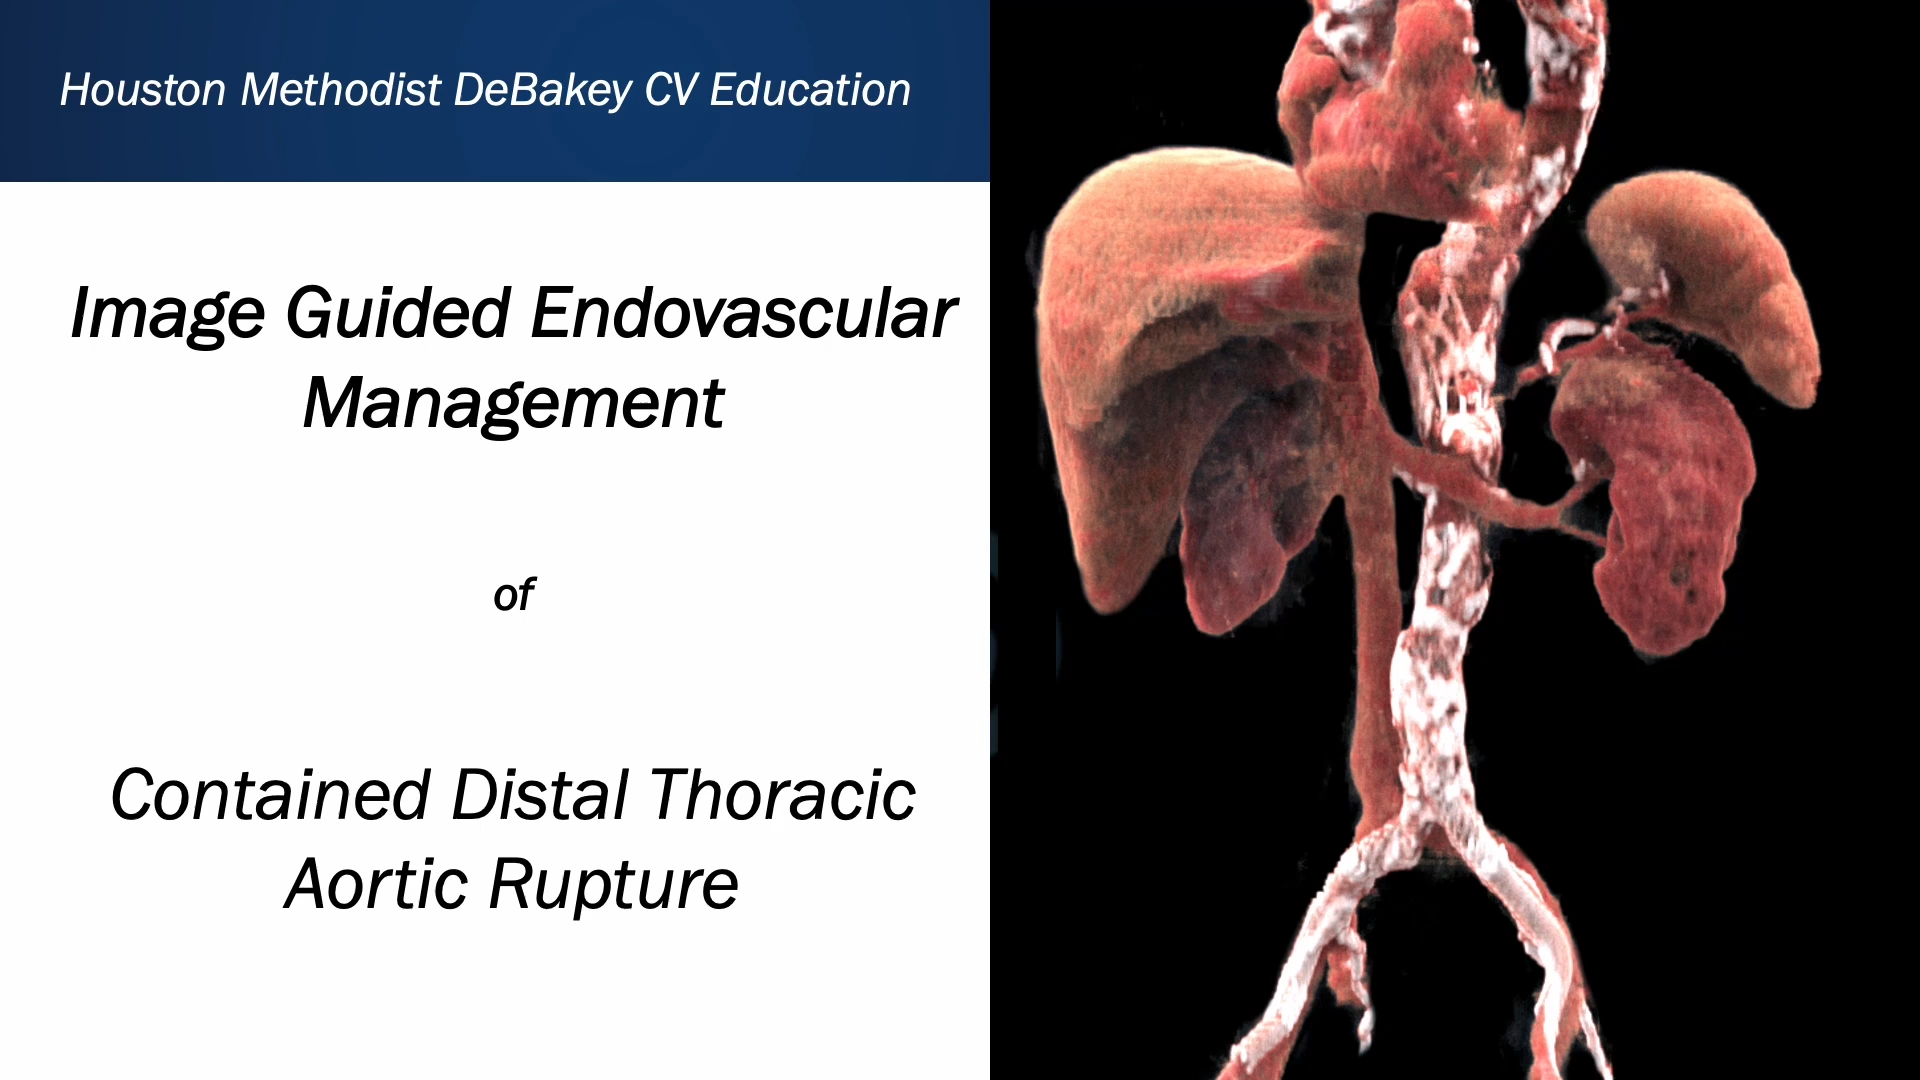 Houston Methodist DeBakey CV Education
Image Guided Endovascular
Management
of
Contained Distal Thoracic
Aortic Rupture